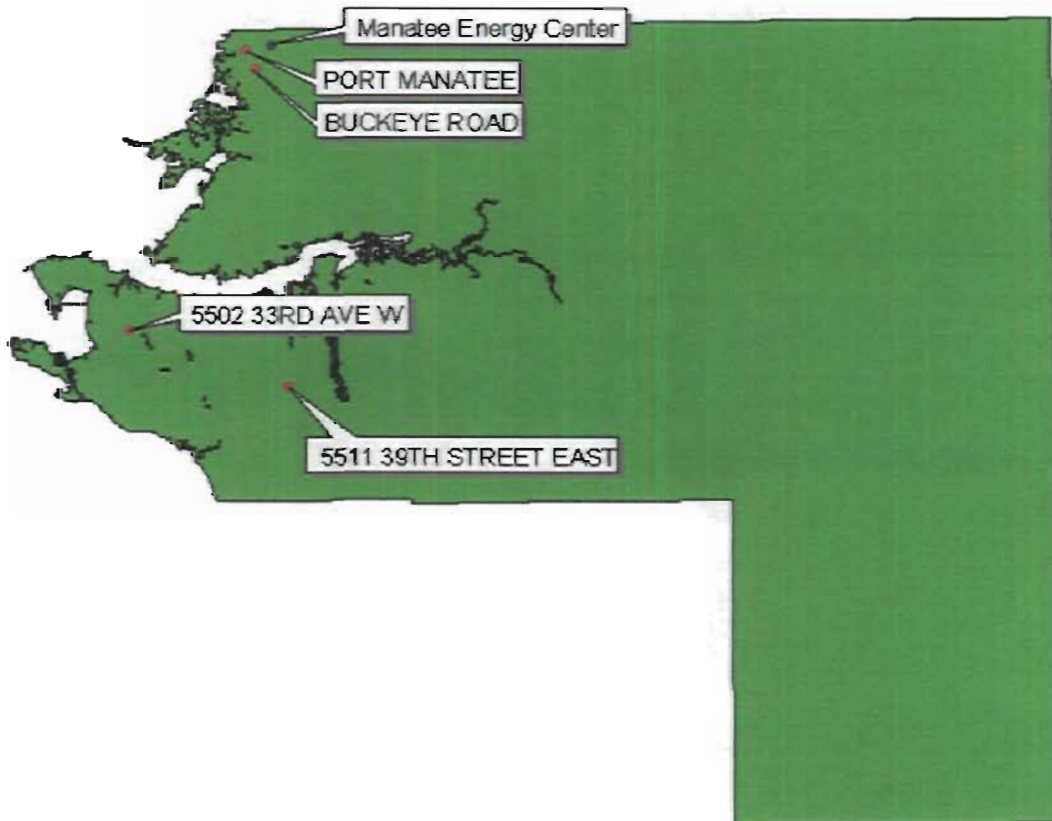 Manatee Energy Center
PORT MANATEE
BUCKEYE ROAD
5502 33RD AVE W
5511 39TH STREET EAST